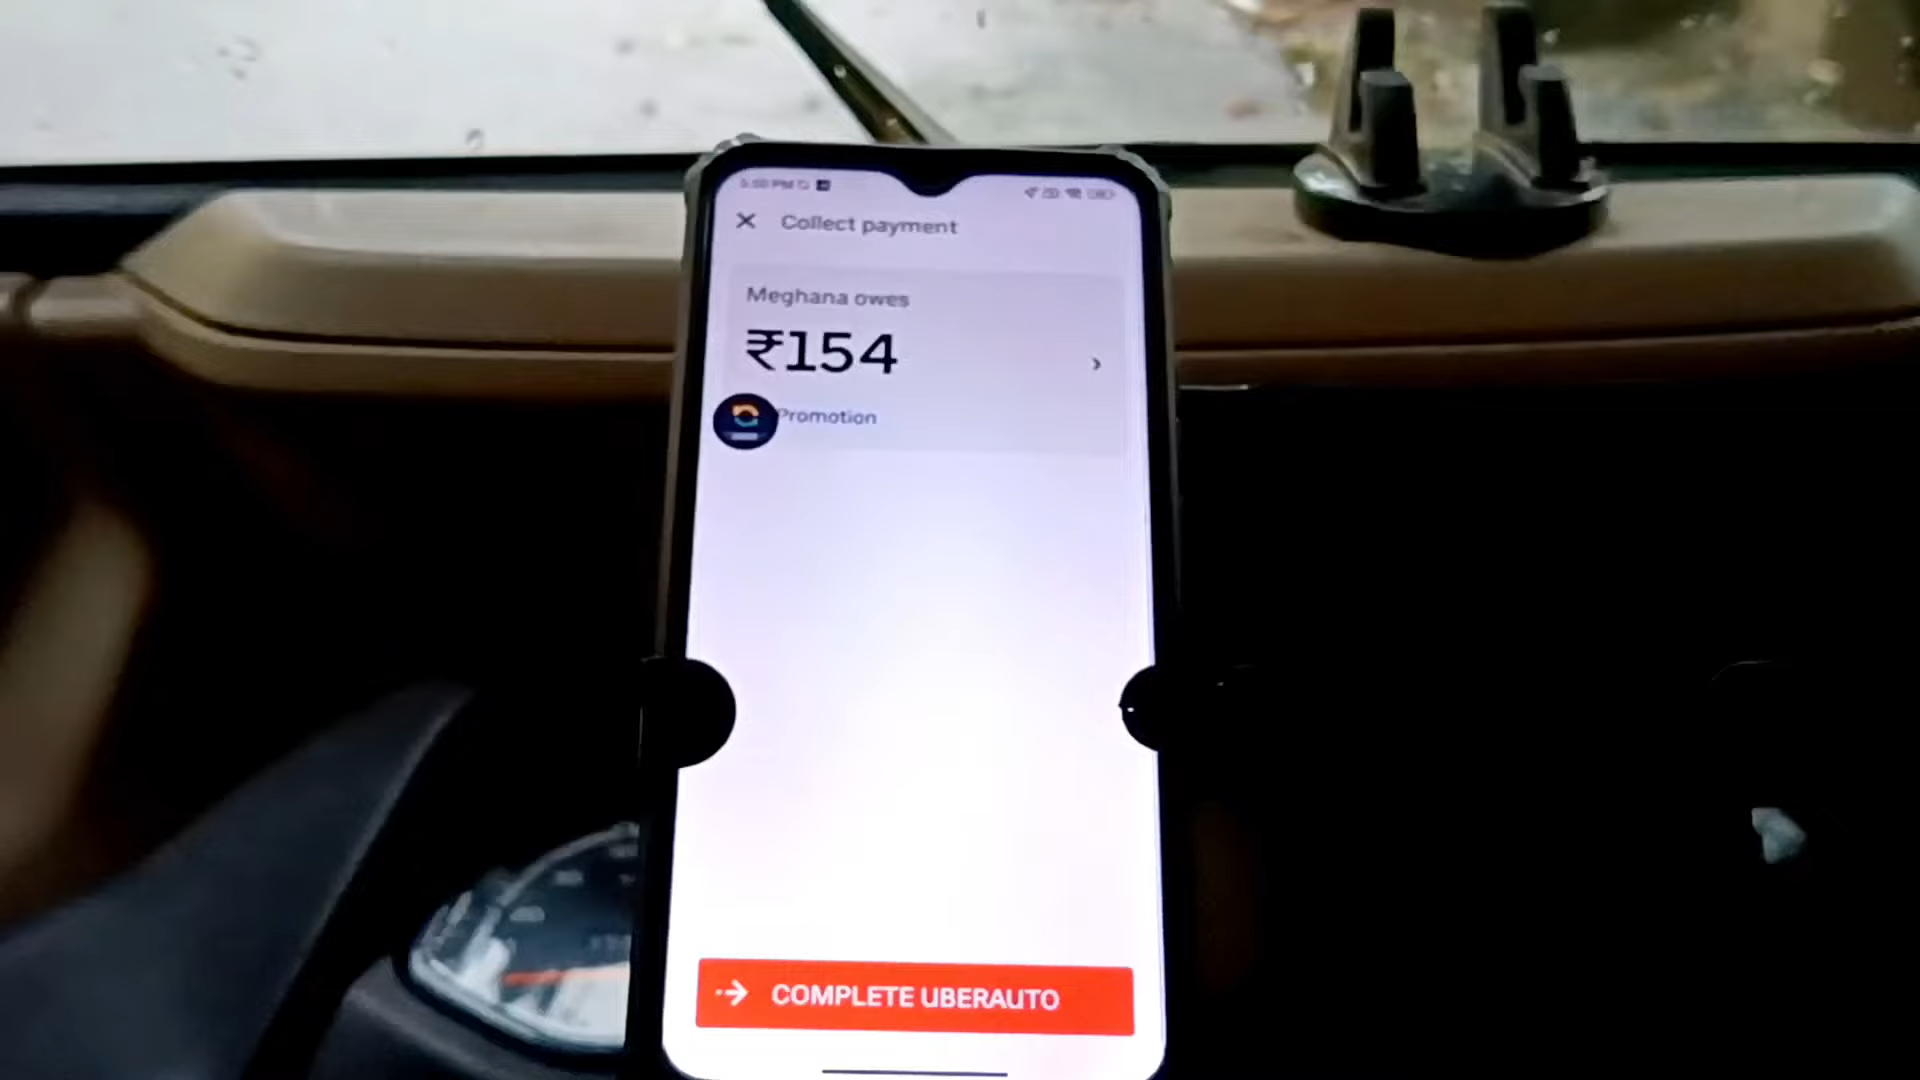 Collect payment
Meghana owes
₹154
Promotion
COMPLETE UBERAUTO